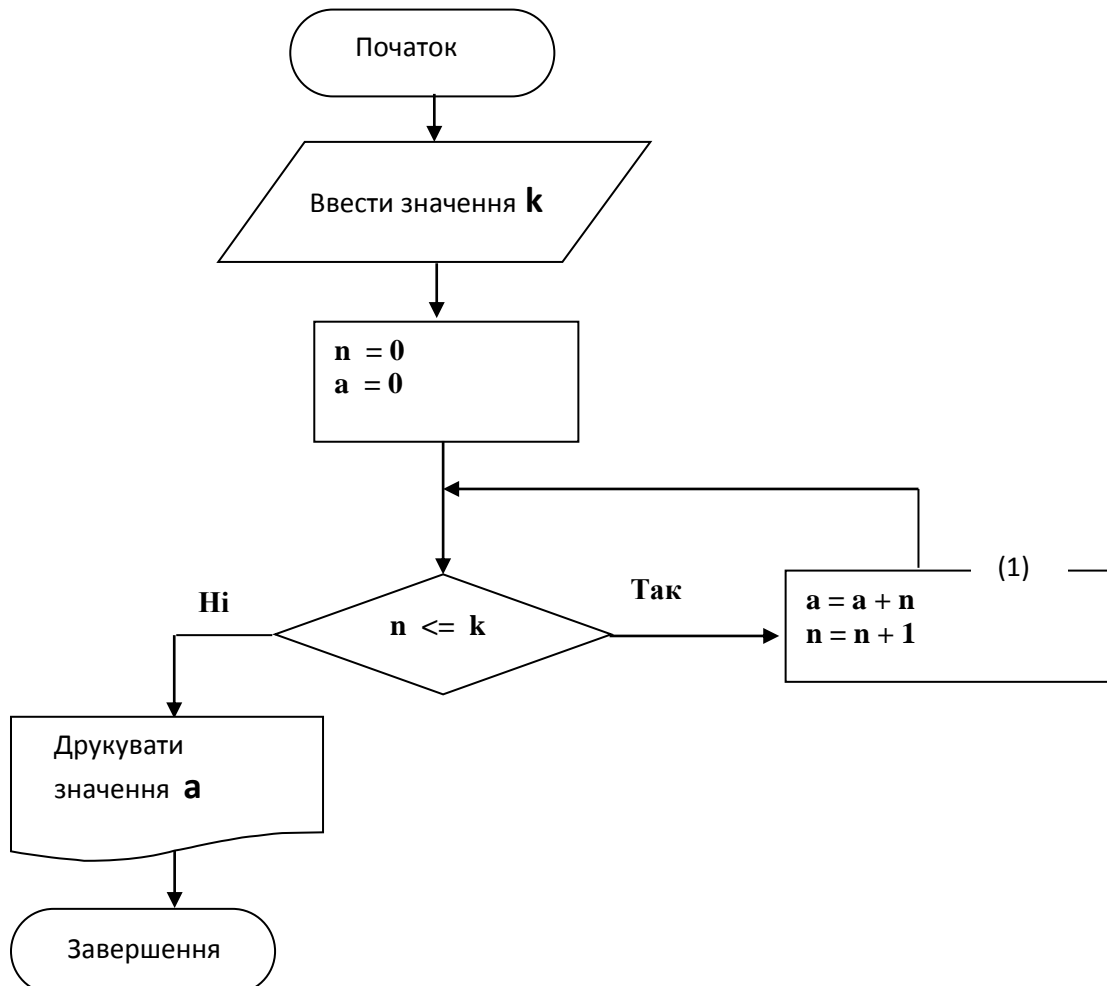 Початок
Ввести значення k
n = 0
a = 0
n <= k
Ні
Так
(1)
a = a + n
n = n + 1
Друкувати
значення a
Завершення